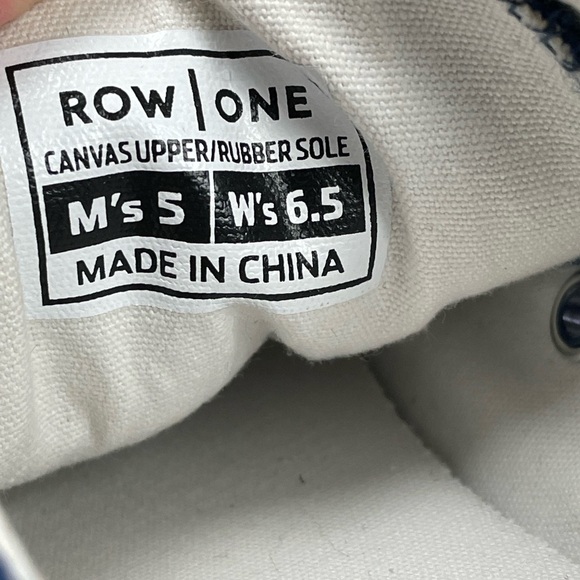 ROW|ONE
CANVAS UPPER/RUBBER SOLE
M's 5 W's 6.5
MADE IN CHINA